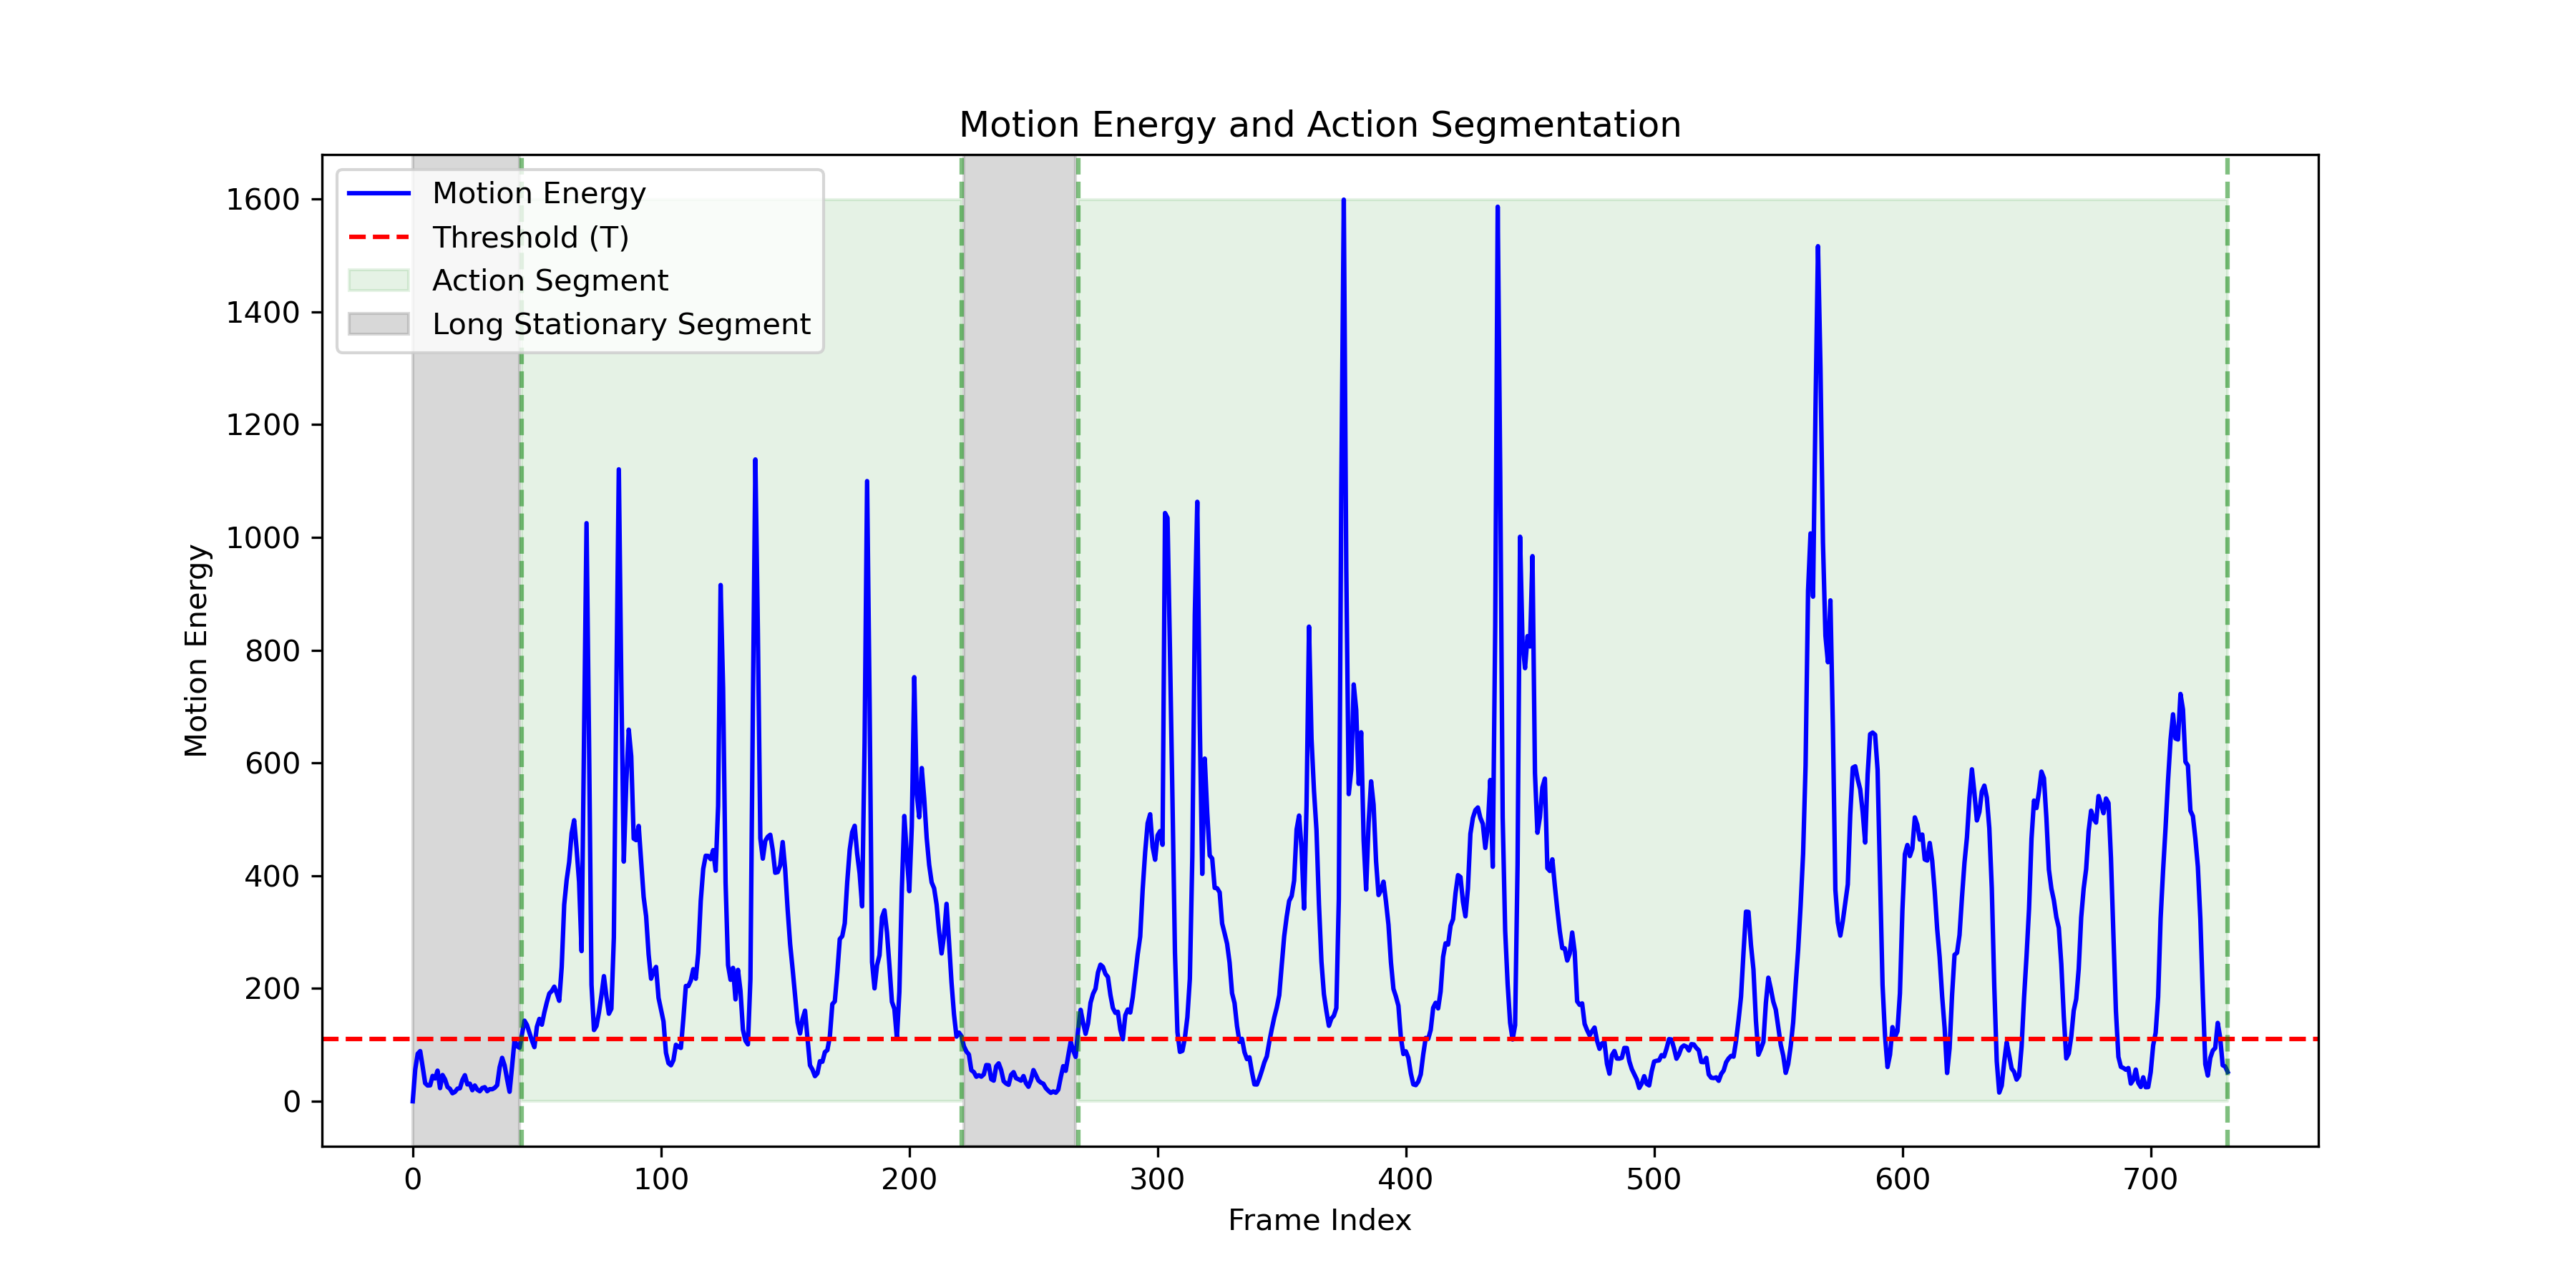 Motion Energy and Action Segmentation
Motion Energy
Threshold (T)
Action Segment
Long Stationary Segment
1600
1400
1200
1000
800
600
400
200
0
Motion Energy
0 100 200 300 400 500 600 700
Frame Index